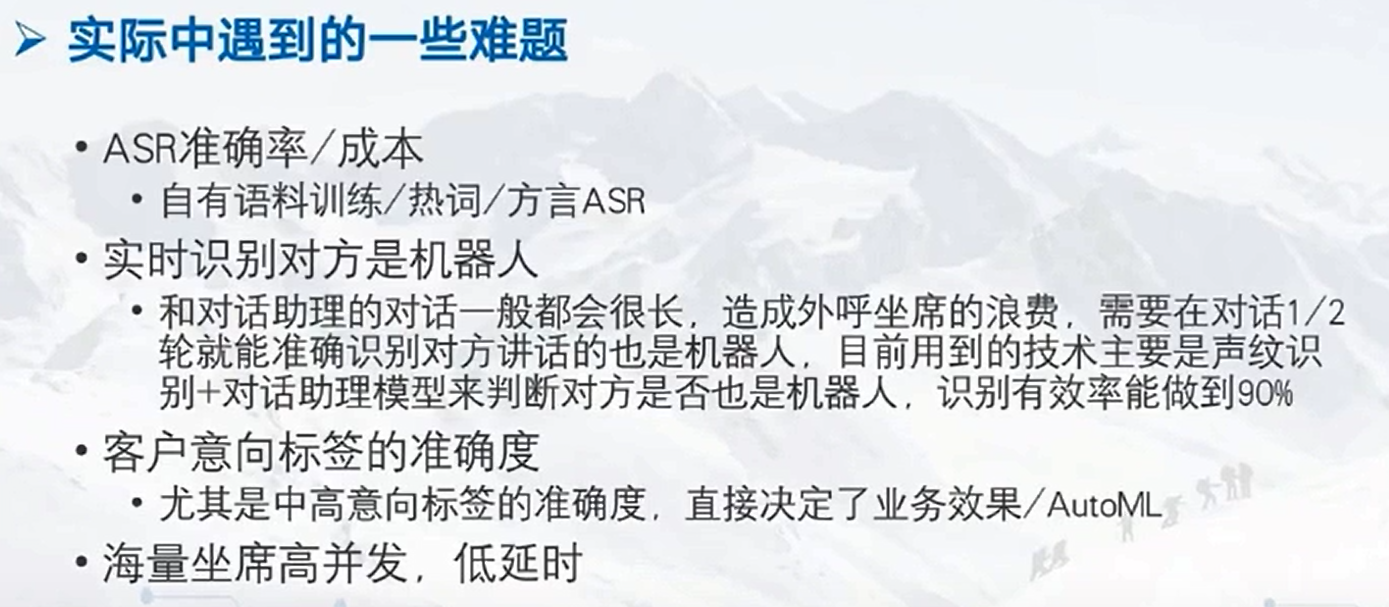 ➢ 实际中遇到的一些难题
• ASR准确率/成本
• 自有语料训练/热词/方言ASR
• 实时识别对方是机器人
• 和对话助理的对话一般都会很长，造成外呼坐席的浪费，需要在对话1/2
轮就能准确识别对方讲话的也是机器人，目前用到的技术主要是声纹识
别+对话助理模型来判断对方是否也是机器人，识别有效率能做到90%
• 客户意向标签的准确度
• 尤其是中高意向标签的准确度，直接决定了业务效果/AutoML
• 海量坐席高并发，低延时